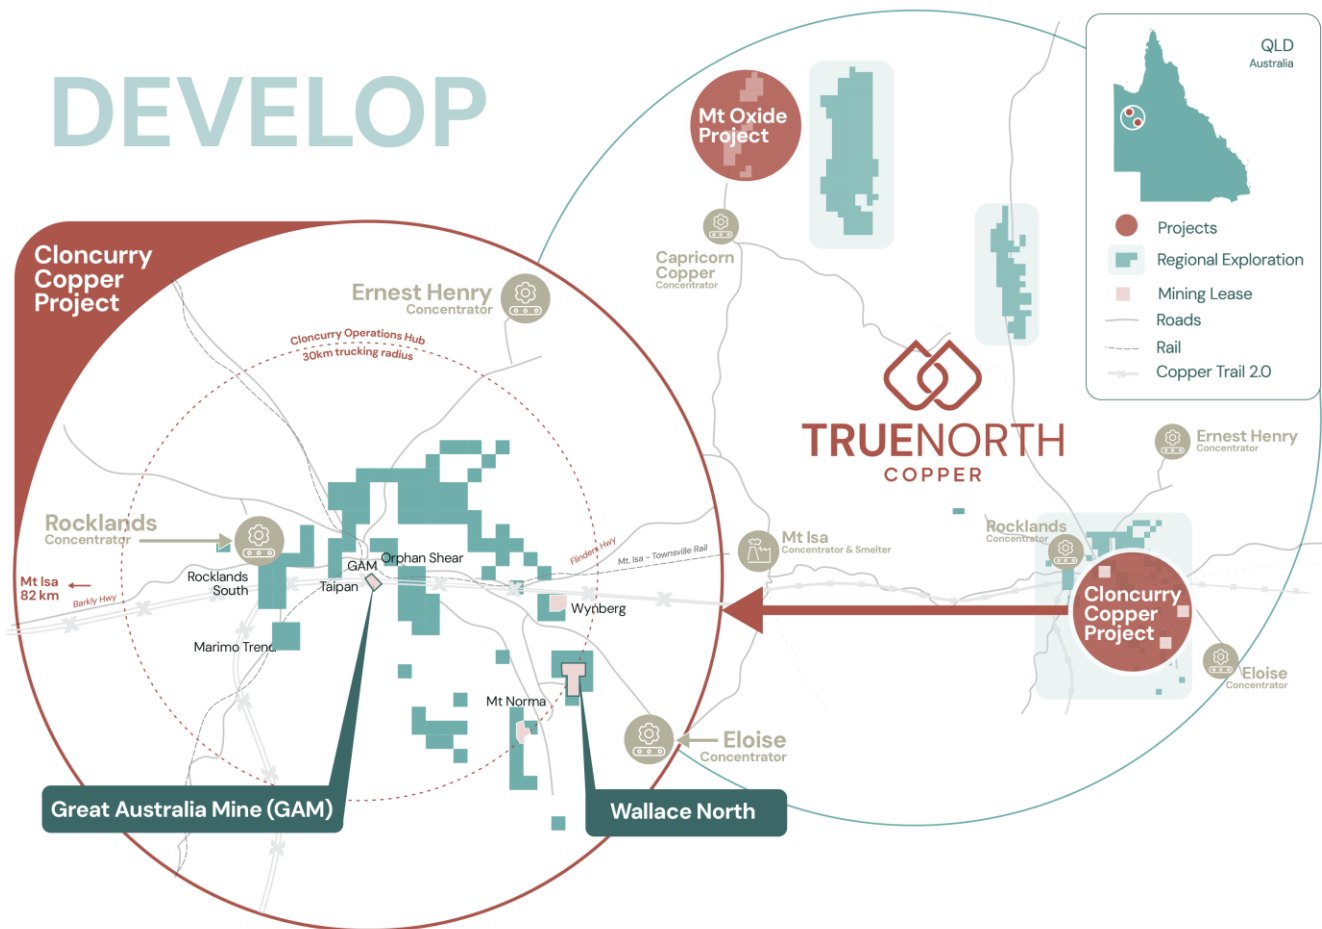 DEVELOP
QLD
Australia
Projects
Regional Exploration
Mining Lease
Roads
Rail
Copper Trail 2.0
Mt Oxide
Project
Capricorn
Copper
Concentrator
TRUENORTH
COPPER
Ernest Henry
Concentrator
Rocklands
Concentrator
Mt Isa
Concentrator & Smelter
Cloncurry
Copper
Project
Eloise
Concentrator
Cloncurry
Copper
Project
Ernest Henry
Concentrator
Cloncurry Operations Hub
30km trucking radius
Rocklands
Concentrator
Orphan Shear
GAM
Taipan
Flinders Hwy
Mt. Isa – Townsville Rail
Rocklands
South
Mt Isa
82 km
Barkly Hwy
Wynberg
Marimo Trend
Mt Norma
Eloise
Concentrator
Great Australia Mine (GAM)
Wallace North